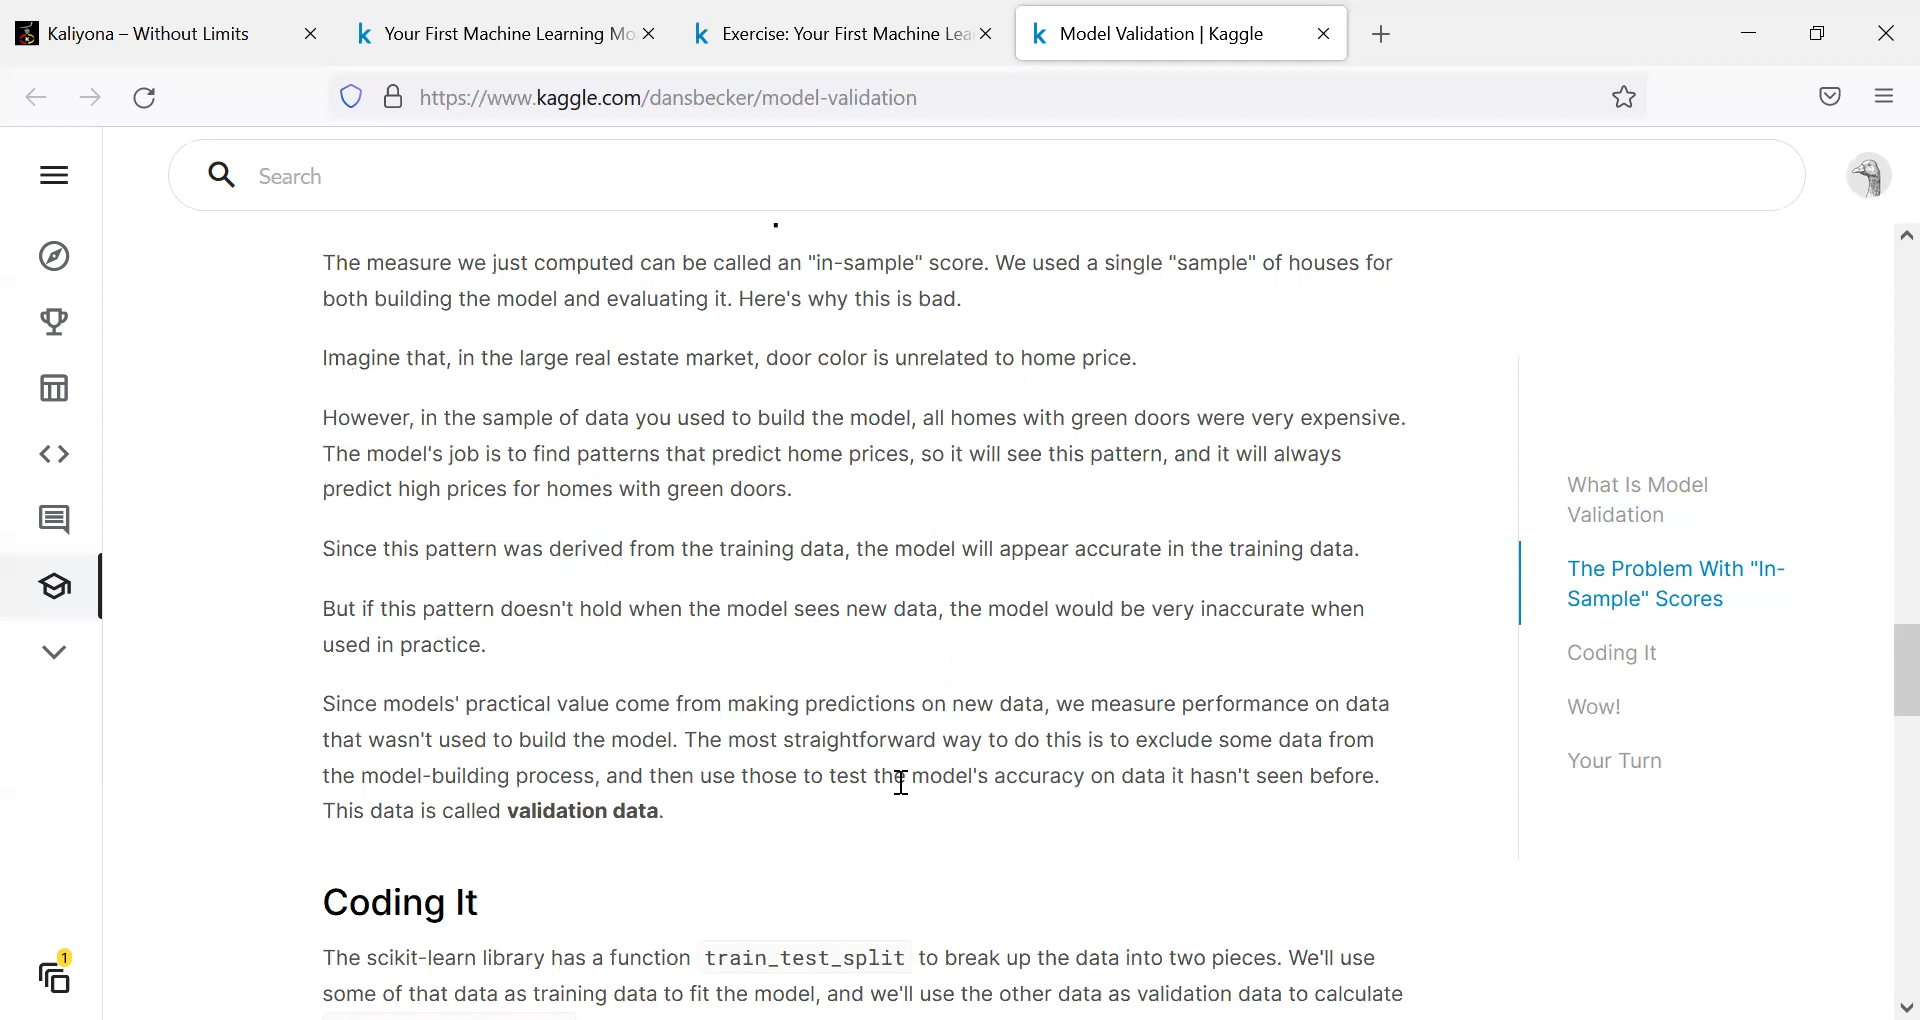 Kaliyona – Without Limits
Your First Machine Learning Mo
Exercise: Your First Machine Lea
Model Validation | Kaggle
https://www.kaggle.com/dansbecker/model-validation
Search
The measure we just computed can be called an "in-sample" score. We used a single "sample" of houses for
both building the model and evaluating it. Here's why this is bad.
Imagine that, in the large real estate market, door color is unrelated to home price.
However, in the sample of data you used to build the model, all homes with green doors were very expensive.
The model's job is to find patterns that predict home prices, so it will see this pattern, and it will always
predict high prices for homes with green doors.
Since this pattern was derived from the training data, the model will appear accurate in the training data.
But if this pattern doesn't hold when the model sees new data, the model would be very inaccurate when
used in practice.
Since models' practical value come from making predictions on new data, we measure performance on data
that wasn't used to build the model. The most straightforward way to do this is to exclude some data from
the model-building process, and then use those to test the model's accuracy on data it hasn't seen before.
This data is called validation data.
Coding It
The scikit-learn library has a function train_test_split to break up the data into two pieces. We'll use
some of that data as training data to fit the model, and we'll use the other data as validation data to calculate
What Is Model
Validation
The Problem With "In-
Sample" Scores
Coding It
Wow!
Your Turn
1